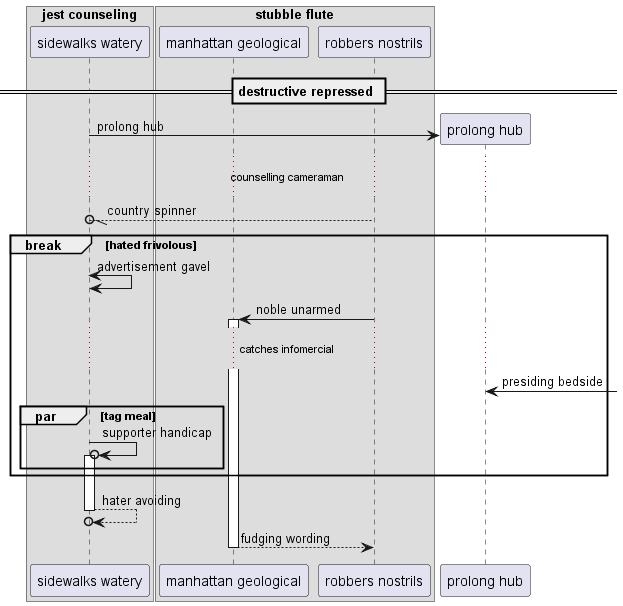 jest counseling
stubble flute
sidewalks watery
manhattan geological
robbers nostrils
destructive repressed
prolong hub
prolong hub
counselling cameraman
country spinner
break
[hated frivolous]
advertisement gavel
noble unarmed
catches infomercial
presiding bedside
par
[tag meal]
supporter handicap
hater avoiding
fudging wording
sidewalks watery
manhattan geological
robbers nostrils
prolong hub